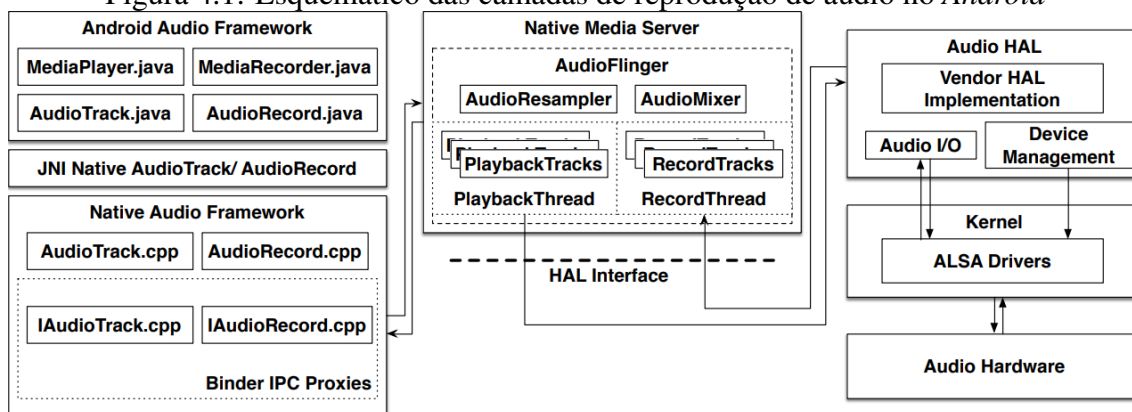 Figura 4.1: Esquemático das camadas de reprodução de áudio no Android
Android Audio Framework
MediaPlayer.java
MediaRecorder.java
AudioTrack.java
AudioRecord.java
JNI Native AudioTrack/ AudioRecord
Native Audio Framework
AudioTrack.cpp
AudioRecord.cpp
IAudioTrack.cpp
IAudioRecord.cpp
Binder IPC Proxies
Native Media Server
AudioFlinger
AudioResampler
AudioMixer
PlaybackTracks
RecordTracks
PlaybackThread
RecordThread
HAL Interface
Audio HAL
Vendor HAL
Implementation
Audio I/O
Device
Management
Kernel
ALSA Drivers
Audio Hardware